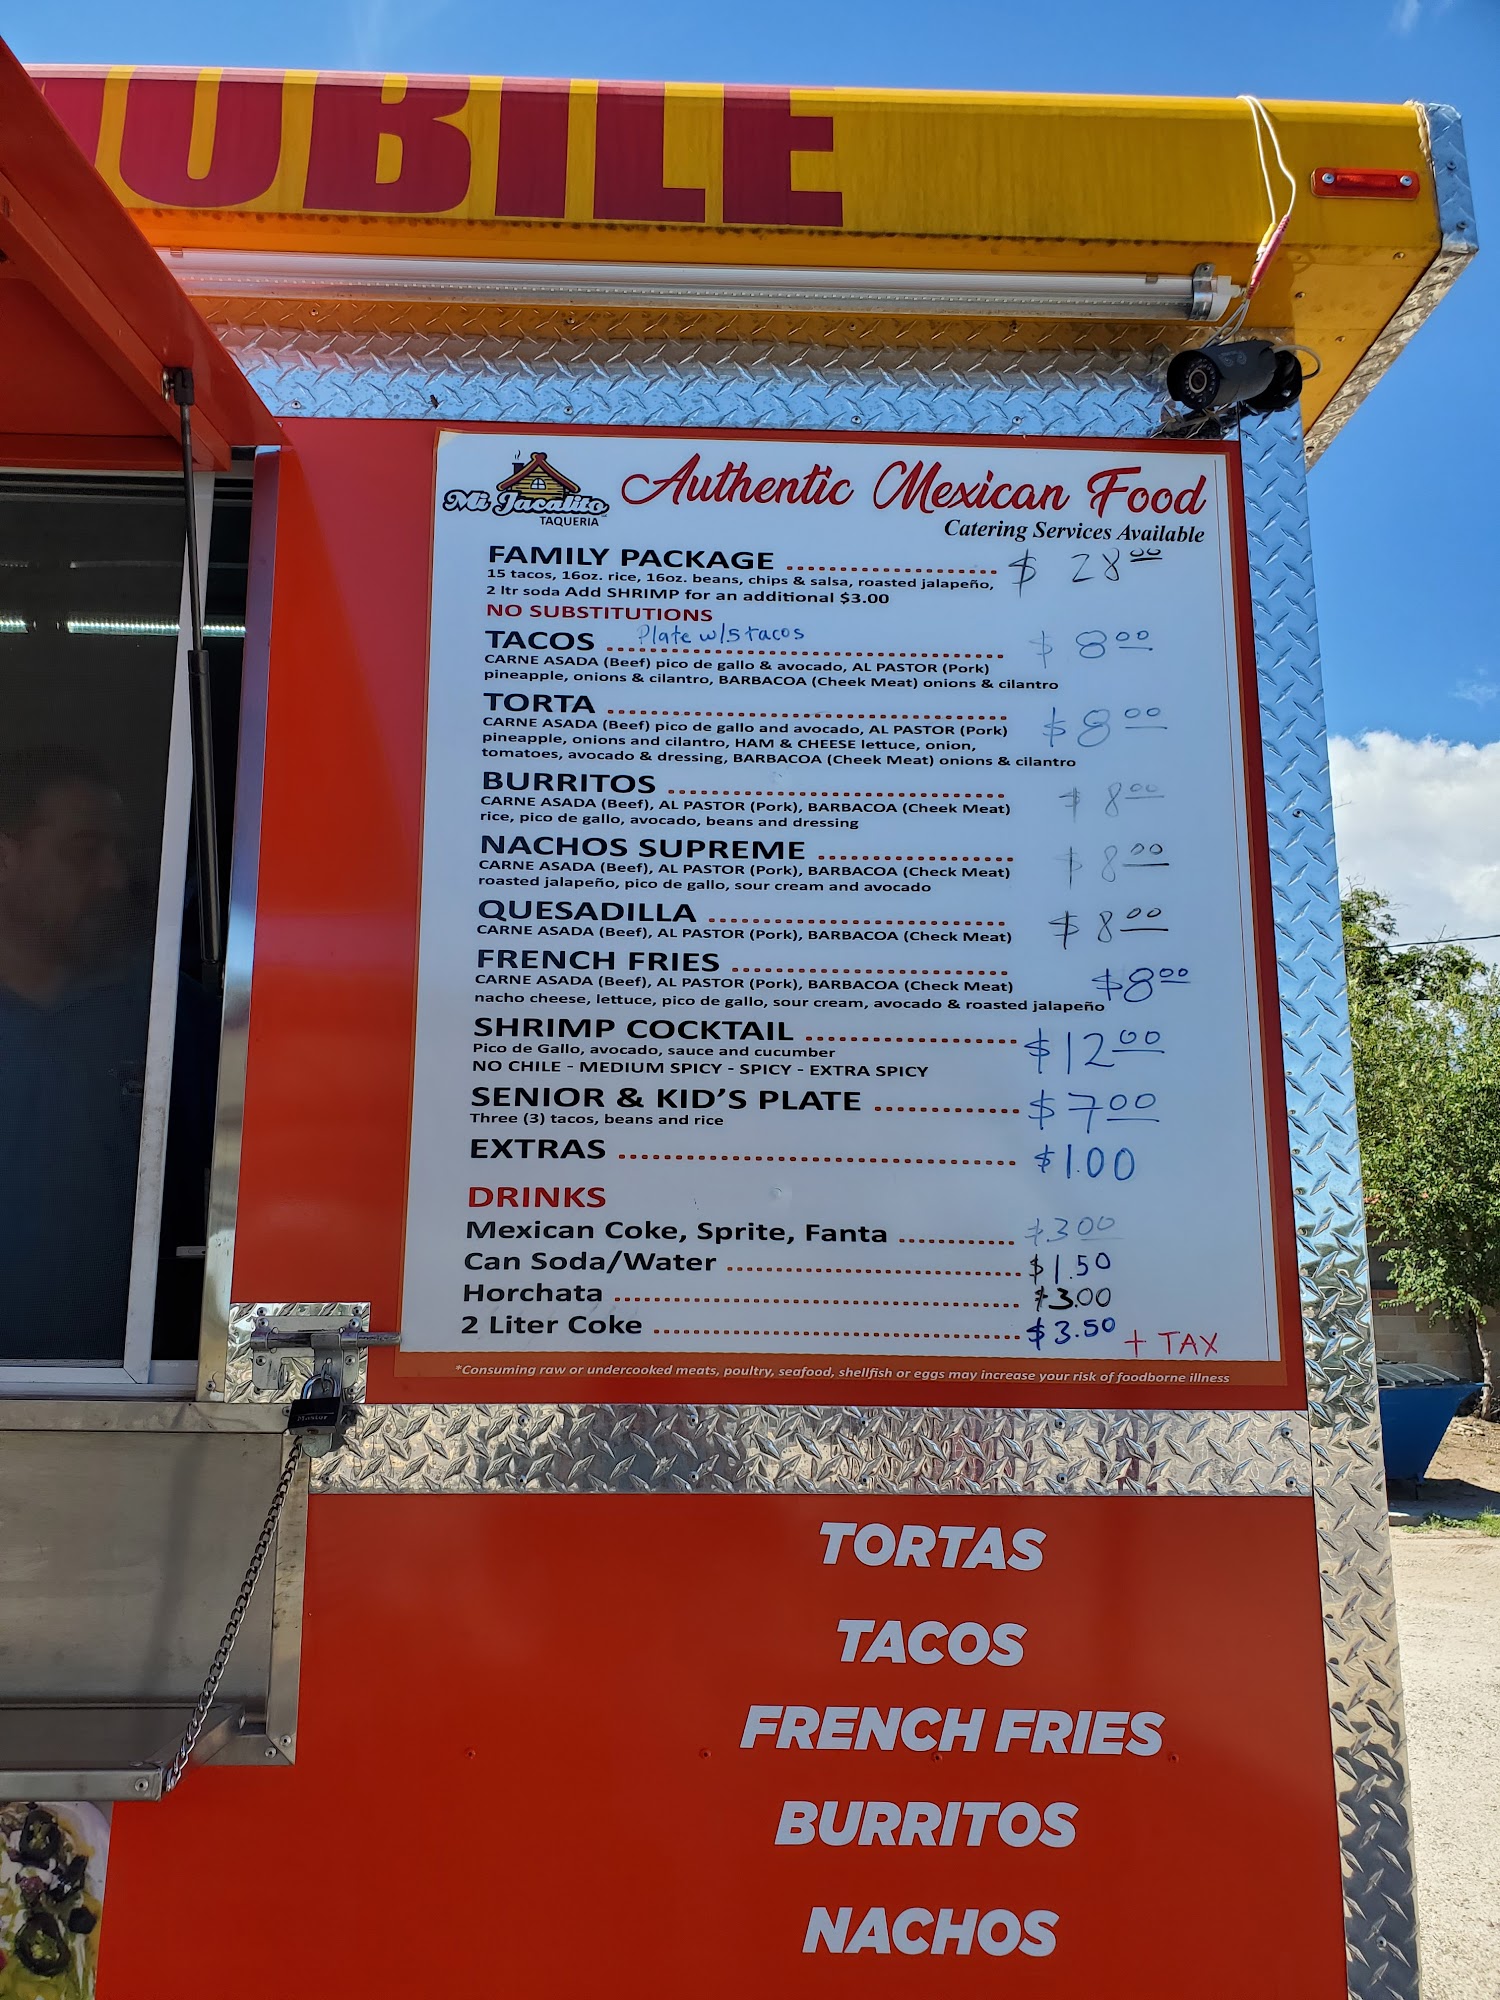 OBILE
Mi Jacalito
TAQUERIA
Authentic Mexican Food
Catering Services Available
FAMILY PACKAGE ........ $ 28.00
15 tacos, 16oz. rice, 16oz. beans, chips & salsa, roasted jalapeño,
2 ltr soda Add SHRIMP for an additional $3.00
NO SUBSTITUTIONS
Plate w/5 tacos
TACOS ........ $ 8.00
CARNE ASADA (Beef) pico de gallo & avocado, AL PASTOR (Pork)
pineapple, onions & cilantro, BARBACOA (Cheek Meat) onions & cilantro
TORTA ........ $ 8.00
CARNE ASADA (Beef) pico de gallo and avocado, AL PASTOR (Pork)
pineapple, onions and cilantro, HAM & CHEESE lettuce, onion,
tomatoes, avocado & dressing, BARBACOA (Cheek Meat) onions & cilantro
BURRITOS ........ $ 8.00
CARNE ASADA (Beef), AL PASTOR (Pork), BARBACOA (Cheek Meat)
rice, pico de gallo, avocado, beans and dressing
NACHOS SUPREME ........ $ 8.00
CARNE ASADA (Beef), AL PASTOR (Pork), BARBACOA (Check Meat)
roasted jalapeño, pico de gallo, sour cream and avocado
QUESADILLA ........ $ 8.00
CARNE ASADA (Beef), AL PASTOR (Pork), BARBACOA (Check Meat)
FRENCH FRIES ........ $8.00
CARNE ASADA (Beef), AL PASTOR (Pork), BARBACOA (Check Meat)
nacho cheese, lettuce, pico de gallo, sour cream, avocado & roasted jalapeño
SHRIMP COCKTAIL ........ $12.00
Pico de Gallo, avocado, sauce and cucumber
NO CHILE - MEDIUM SPICY - SPICY - EXTRA SPICY
SENIOR & KID'S PLATE ........ $7.00
Three (3) tacos, beans and rice
EXTRAS ........ $1.00
DRINKS
Mexican Coke, Sprite, Fanta ........ $3.00
Can Soda/Water ........ $1.50
Horchata ........ $3.00
2 Liter Coke ........ $3.50 + TAX
*Consuming raw or undercooked meats, poultry, seafood, shellfish or eggs may increase your risk of foodborne illness
Master
TORTAS
TACOS
FRENCH FRIES
BURRITOS
NACHOS